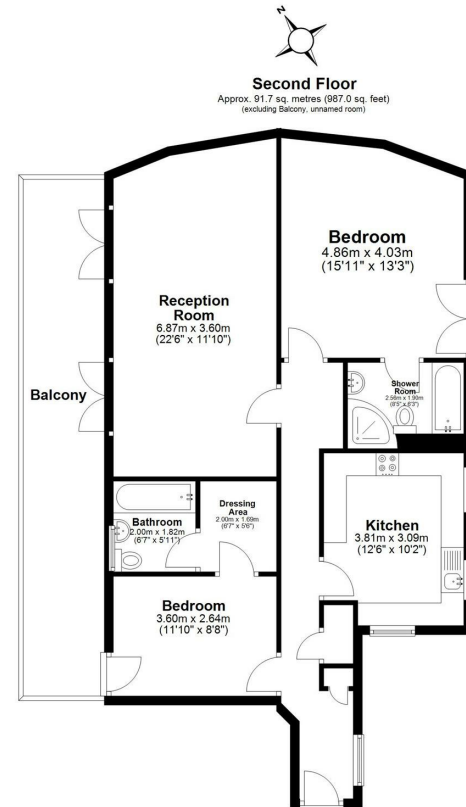 N
Second Floor
Approx. 91.7 sq. metres (987.0 sq. feet)
(excluding Balcony, unnamed room)
Bedroom
4.86m x 4.03m
(15'11" x 13'3")
Reception
Room
6.87m x 3.60m
(22'6" x 11'10")
Balcony
Shower
Room
2.56m x 1.90m
(8'5" x 6'3")
Bathroom
2.00m x 1.82m
(6'7" x 5'11")
Dressing
Area
2.00m x 1.69m
(6'7" x 5'6")
Kitchen
3.81m x 3.09m
(12'6" x 10'2")
Bedroom
3.60m x 2.64m
(11'10" x 8'8")